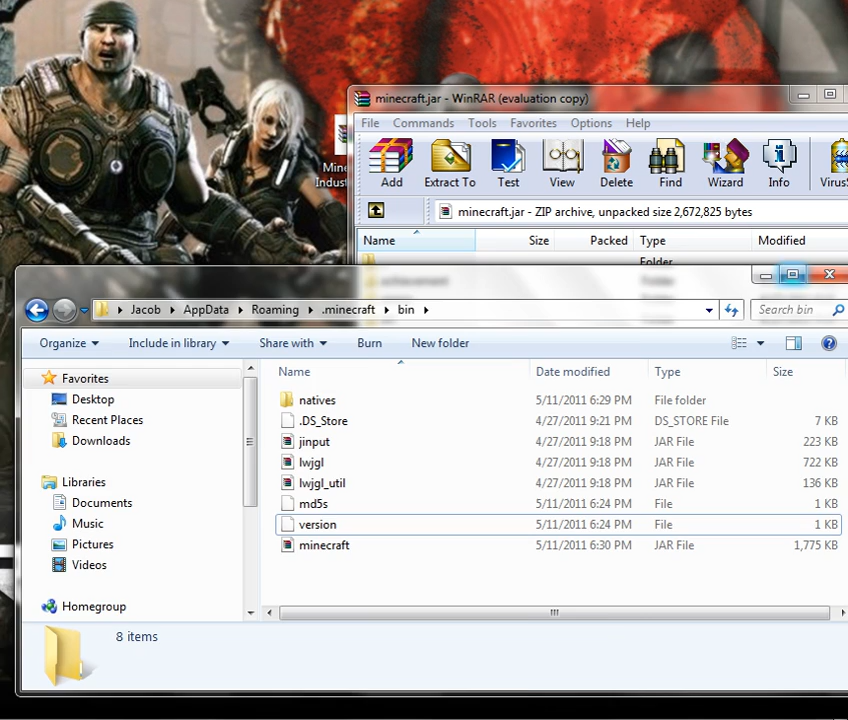 minecraft.jar - WinRAR (evaluation copy)
File Commands Tools Favorites Options Help
Add Extract To Test View Delete Find Wizard Info
minecraft.jar - ZIP archive, unpacked size 2,672,825 bytes
Name Size Packed Type Modified
Folder
Jacob AppData Roaming .minecraft bin Search bin
Organize Include in library Share with Burn New folder
Favorites
Desktop
Recent Places
Downloads
Libraries
Documents
Music
Pictures
Videos
Homegroup
Name Date modified Type Size
natives 5/11/2011 6:29 PM File folder
.DS_Store 4/27/2011 9:21 PM DS_STORE File 7 KB
jinput 4/27/2011 9:18 PM JAR File 223 KB
lwjgl 4/27/2011 9:18 PM JAR File 722 KB
lwjgl_util 4/27/2011 9:18 PM JAR File 136 KB
md5s 5/11/2011 6:24 PM File 1 KB
version 5/11/2011 6:24 PM File 1 KB
minecraft 5/11/2011 6:30 PM JAR File 1,775 KB
8 items